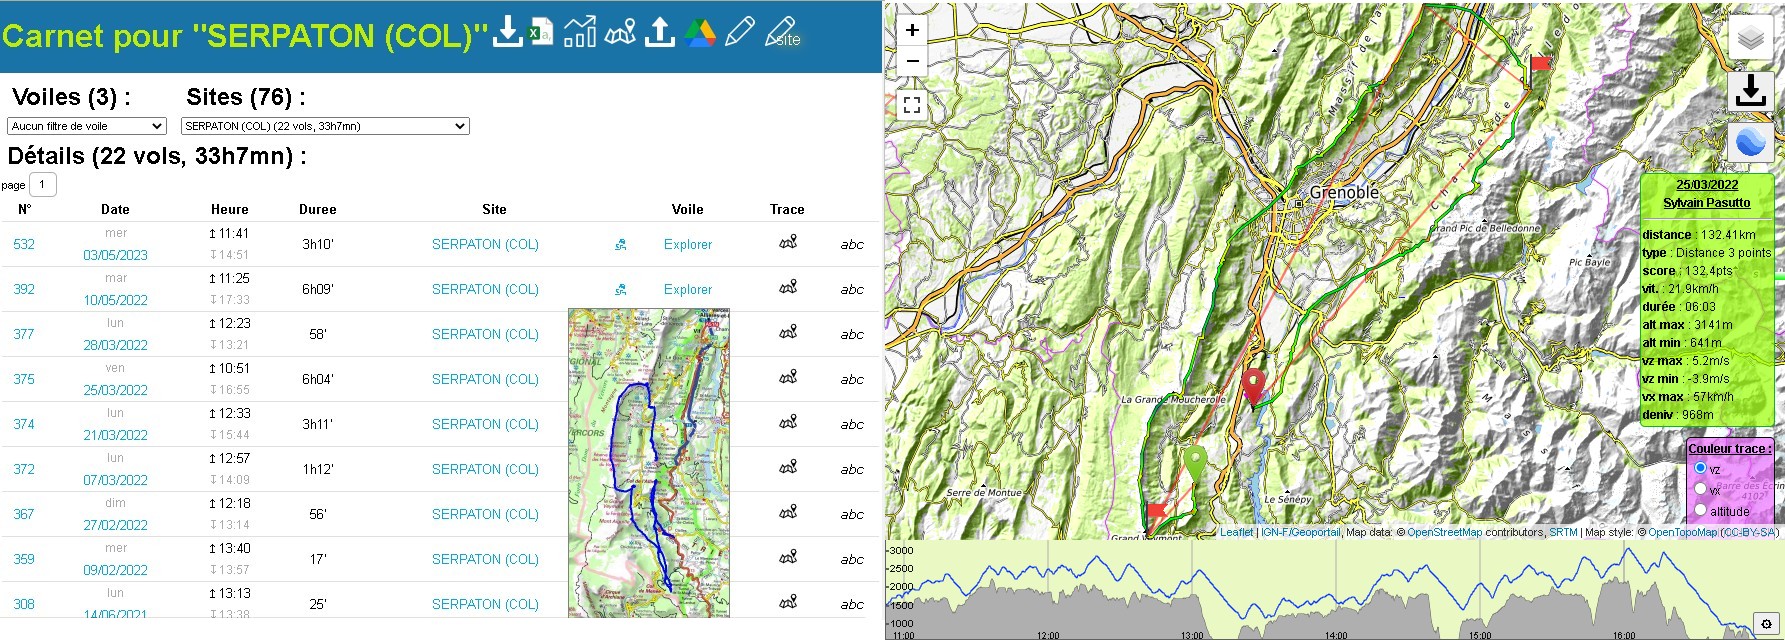 Carnet pour "SERPATON (COL)"
site
Voiles (3) :
Sites (76) :
Aucun filtre de voile
SERPATON (COL) (22 vols, 33h7mn)
Détails (22 vols, 33h7mn) :
page 1
N° Date Heure Duree Site Voile Trace
532 mer 03/05/2023 ↥11:41 ↧14:51 3h10' SERPATON (COL) Explorer abc
392 mar 10/05/2022 ↥11:25 ↧17:33 6h09' SERPATON (COL) Explorer abc
377 lun 28/03/2022 ↥12:23 ↧13:21 58' SERPATON (COL) abc
375 ven 25/03/2022 ↥10:51 ↧16:55 6h04' SERPATON (COL) abc
374 lun 21/03/2022 ↥12:33 ↧15:44 3h11' SERPATON (COL) abc
372 lun 07/03/2022 ↥12:57 ↧14:09 1h12' SERPATON (COL) abc
367 dim 27/02/2022 ↥12:18 ↧13:14 56' SERPATON (COL) abc
359 mer 09/02/2022 ↥13:40 ↧13:57 17' SERPATON (COL) abc
308 lun 14/06/2021 ↥13:13 ↧13:38 25' SERPATON (COL) abc
+
−
Grenoble
Grand Pic de Belledonne
Pic Bayle
La Grande Moucherolle
Serre de Montue
Le Sénépy
Grand Veymont
25/03/2022
Sylvain Pasutto
distance : 132.41km
type : Distance 3 points
score : 132.4pts
vit. : 21.9km/h
durée : 06:03
alt max : 3141m
alt min : 641m
vz max : 5.2m/s
vz min : -3.9m/s
vx max : 57km/h
deniv : 968m
Couleur trace :
vz
vx
altitude
Leaflet | IGN-F/Geoportail, Map data: © OpenStreetMap contributors, SRTM | Map style: © OpenTopoMap (CC-BY-SA)
3000
2500
2000
1500
1000
11:00 12:00 13:00 14:00 15:00 16:00